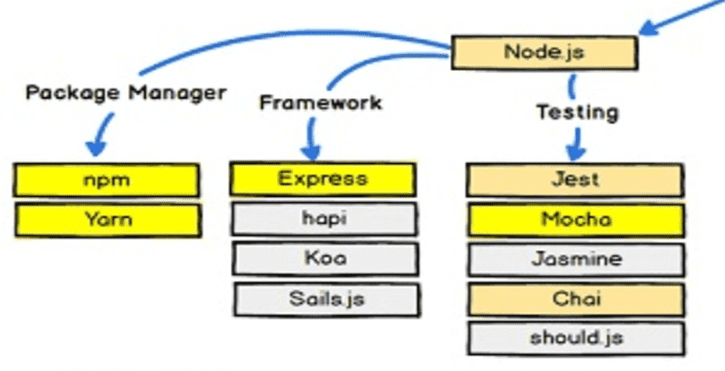 Node.js
Package Manager
Framework
Testing
npm
Yarn
Express
hapi
Koa
Sails.js
Jest
Mocha
Jasmine
Chai
should.js